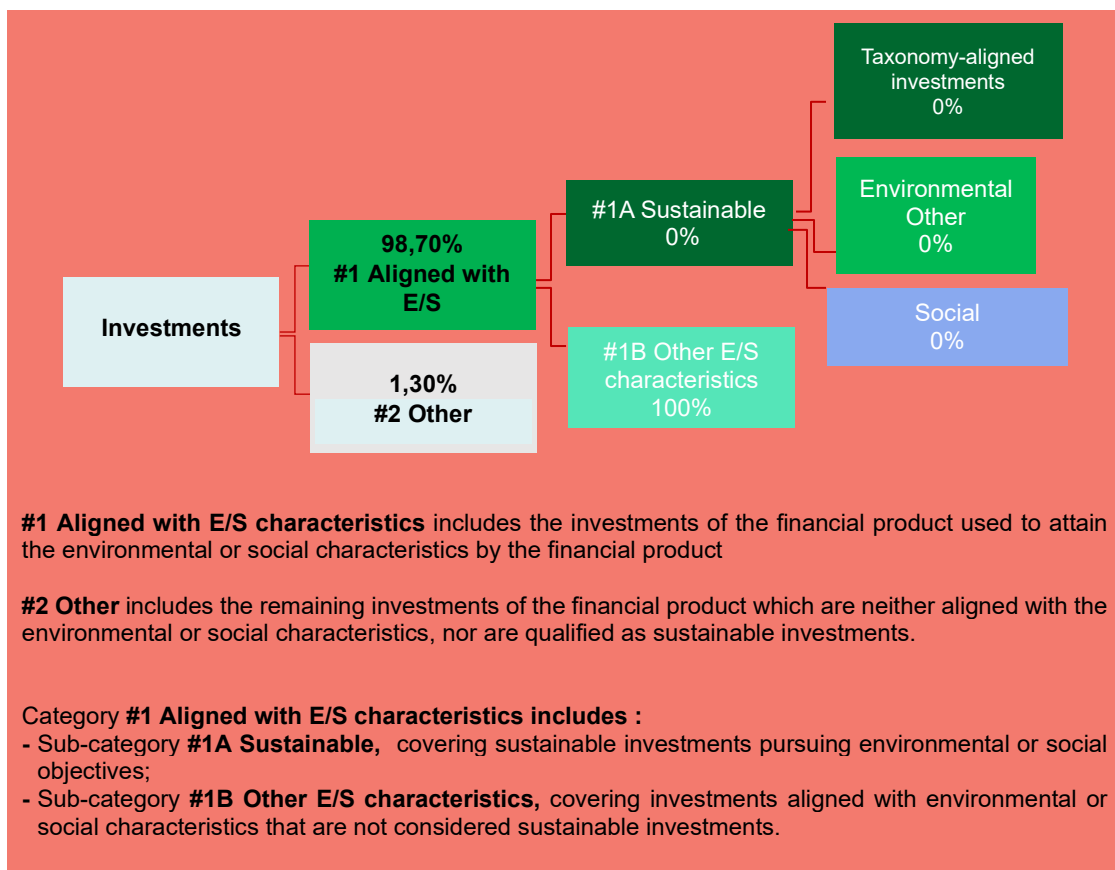 Taxonomy-aligned
investments
0%
Environmental
Other
0%
#1A Sustainable
0%
98,70%
#1 Aligned with
E/S
Investments
Social
0%
#1B Other E/S
characteristics
100%
1,30%
#2 Other
#1 Aligned with E/S characteristics includes the investments of the financial product used to attain
the environmental or social characteristics by the financial product
#2 Other includes the remaining investments of the financial product which are neither aligned with the
environmental or social characteristics, nor are qualified as sustainable investments.
Category #1 Aligned with E/S characteristics includes :
- Sub-category #1A Sustainable, covering sustainable investments pursuing environmental or social
objectives;
- Sub-category #1B Other E/S characteristics, covering investments aligned with environmental or
social characteristics that are not considered sustainable investments.